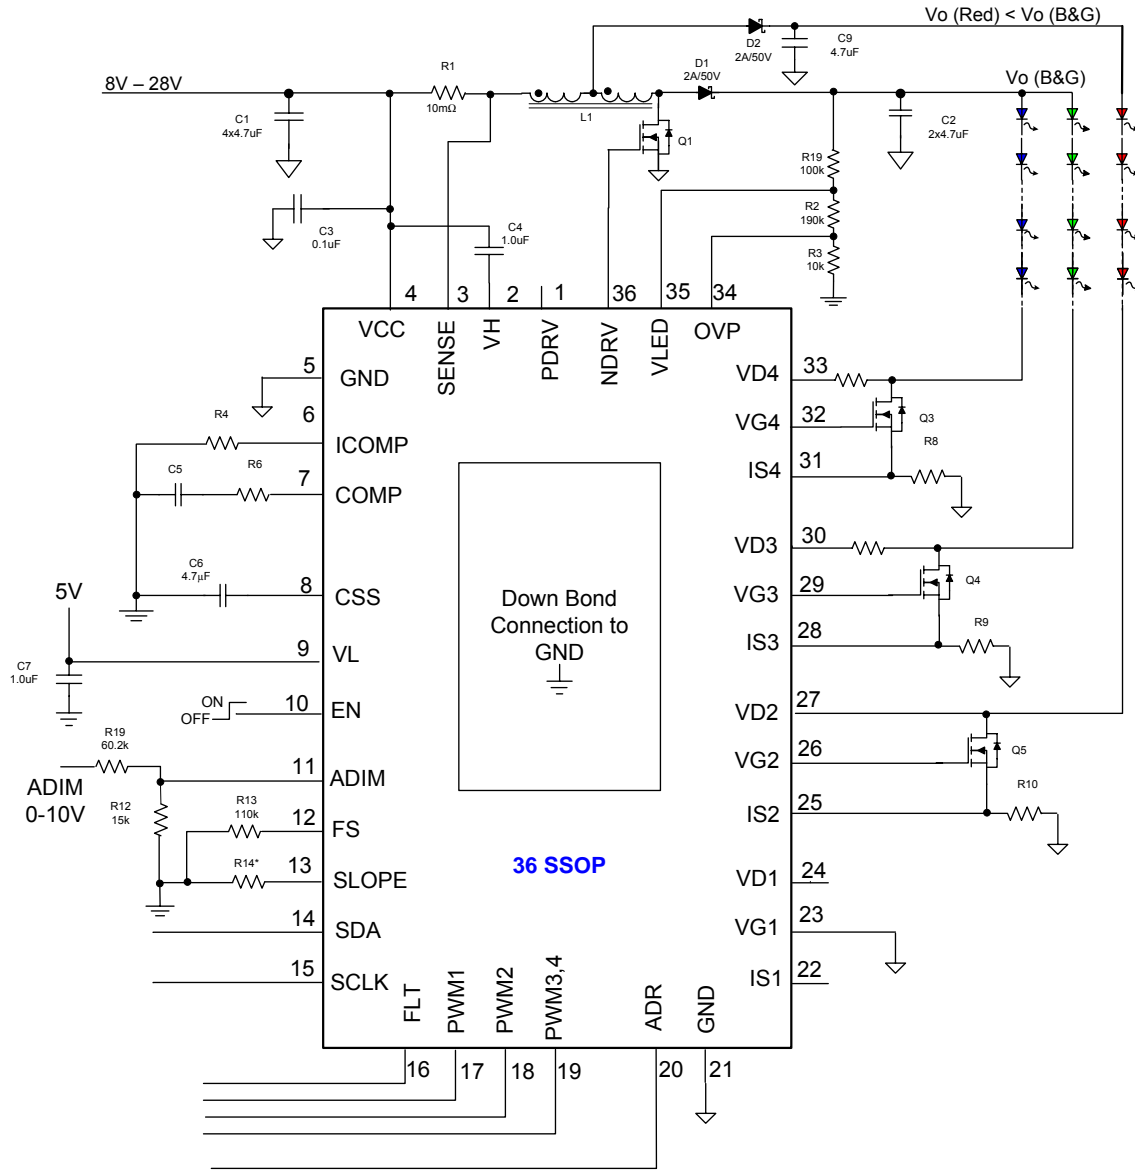 Vo (Red) < Vo (B&G)
D2
2A/50V
C9
4.7uF
8V – 28V
R1
10mΩ
D1
2A/50V
Vo (B&G)
C1
4x4.7uF
L1
Q1
C2
2x4.7uF
R19
100k
R2
190k
R3
10k
C3
0.1uF
C4
1.0uF
4
3
2
1
36
35
34
VCC
SENSE
VH
PDRV
NDRV
VLED
OVP
5
GND
6
R4
ICOMP
C5
R6
7
COMP
C6
4.7μF
8
CSS
5V
9
VL
C7
1.0uF
ON
OFF
10
EN
R19
60.2k
11
ADIM
ADIM
0-10V
R12
15k
R13
110k
12
FS
R14*
13
SLOPE
14
SDA
15
SCLK
Down Bond
Connection to
GND
36 SSOP
VD4
33
VG4
32
Q3
R8
IS4
31
VD3
30
VG3
29
Q4
R9
IS3
28
VD2
27
VG2
26
Q5
R10
IS2
25
VD1
24
VG1
23
IS1
22
FLT
PWM1
PWM2
PWM3,4
ADR
GND
16
17
18
19
20
21